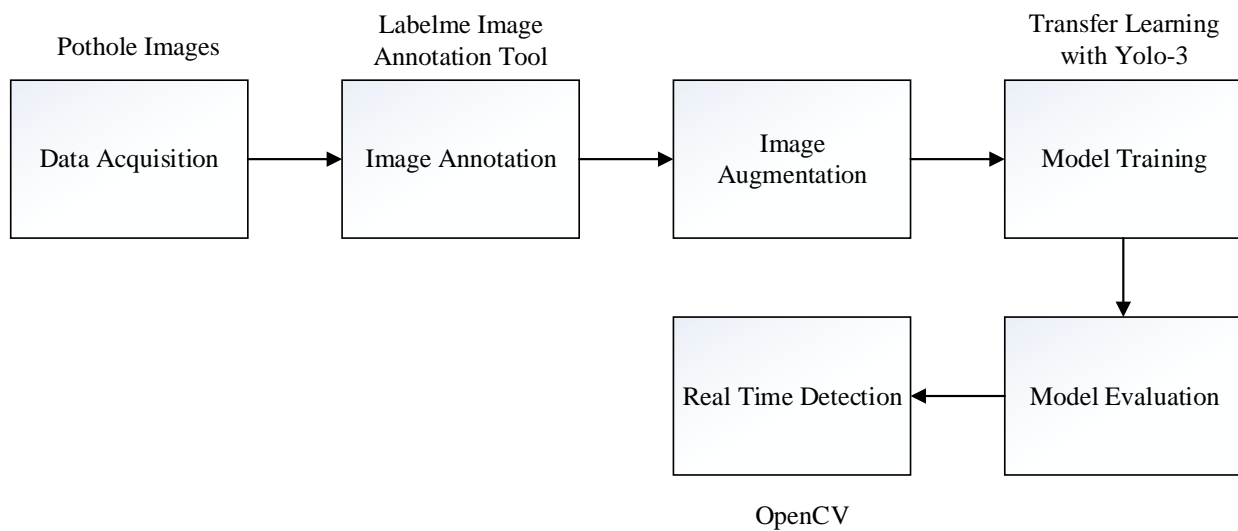 Pothole Images
Labelme Image
Annotation Tool
Transfer Learning
with Yolo-3
Data Acquisition
Image Annotation
Image
Augmentation
Model Training
Real Time Detection
Model Evaluation
OpenCV